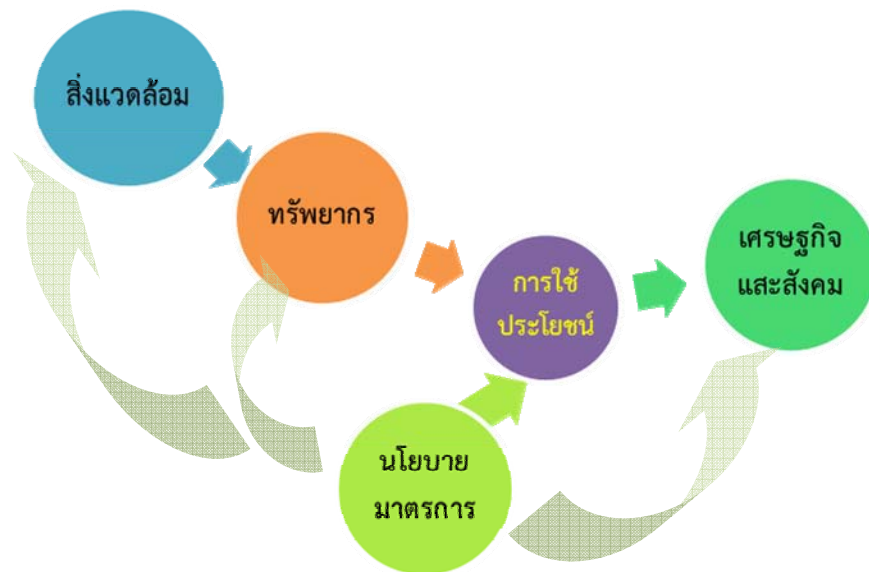 สิ่งแวดล้อม
ทรัพยากร
การใช้
ประโยชน์
เศรษฐกิจ
และสังคม
นโยบาย
มาตรการ